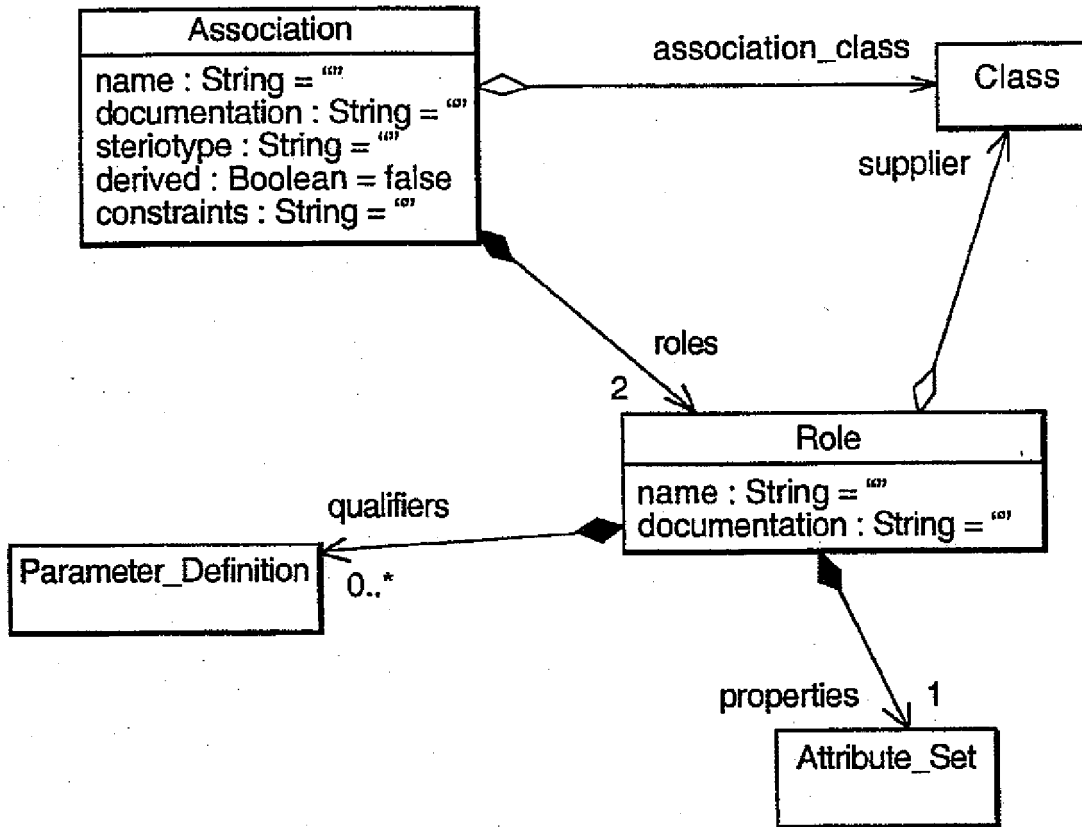 Association
name : String = “”
documentation : String = “”
steriotype : String = “”
derived : Boolean = false
constraints : String = “”
association_class
Class
supplier
roles
2
Role
name : String = “”
documentation : String = “”
qualifiers
Parameter_Definition
0..*
properties
1
Attribute_Set